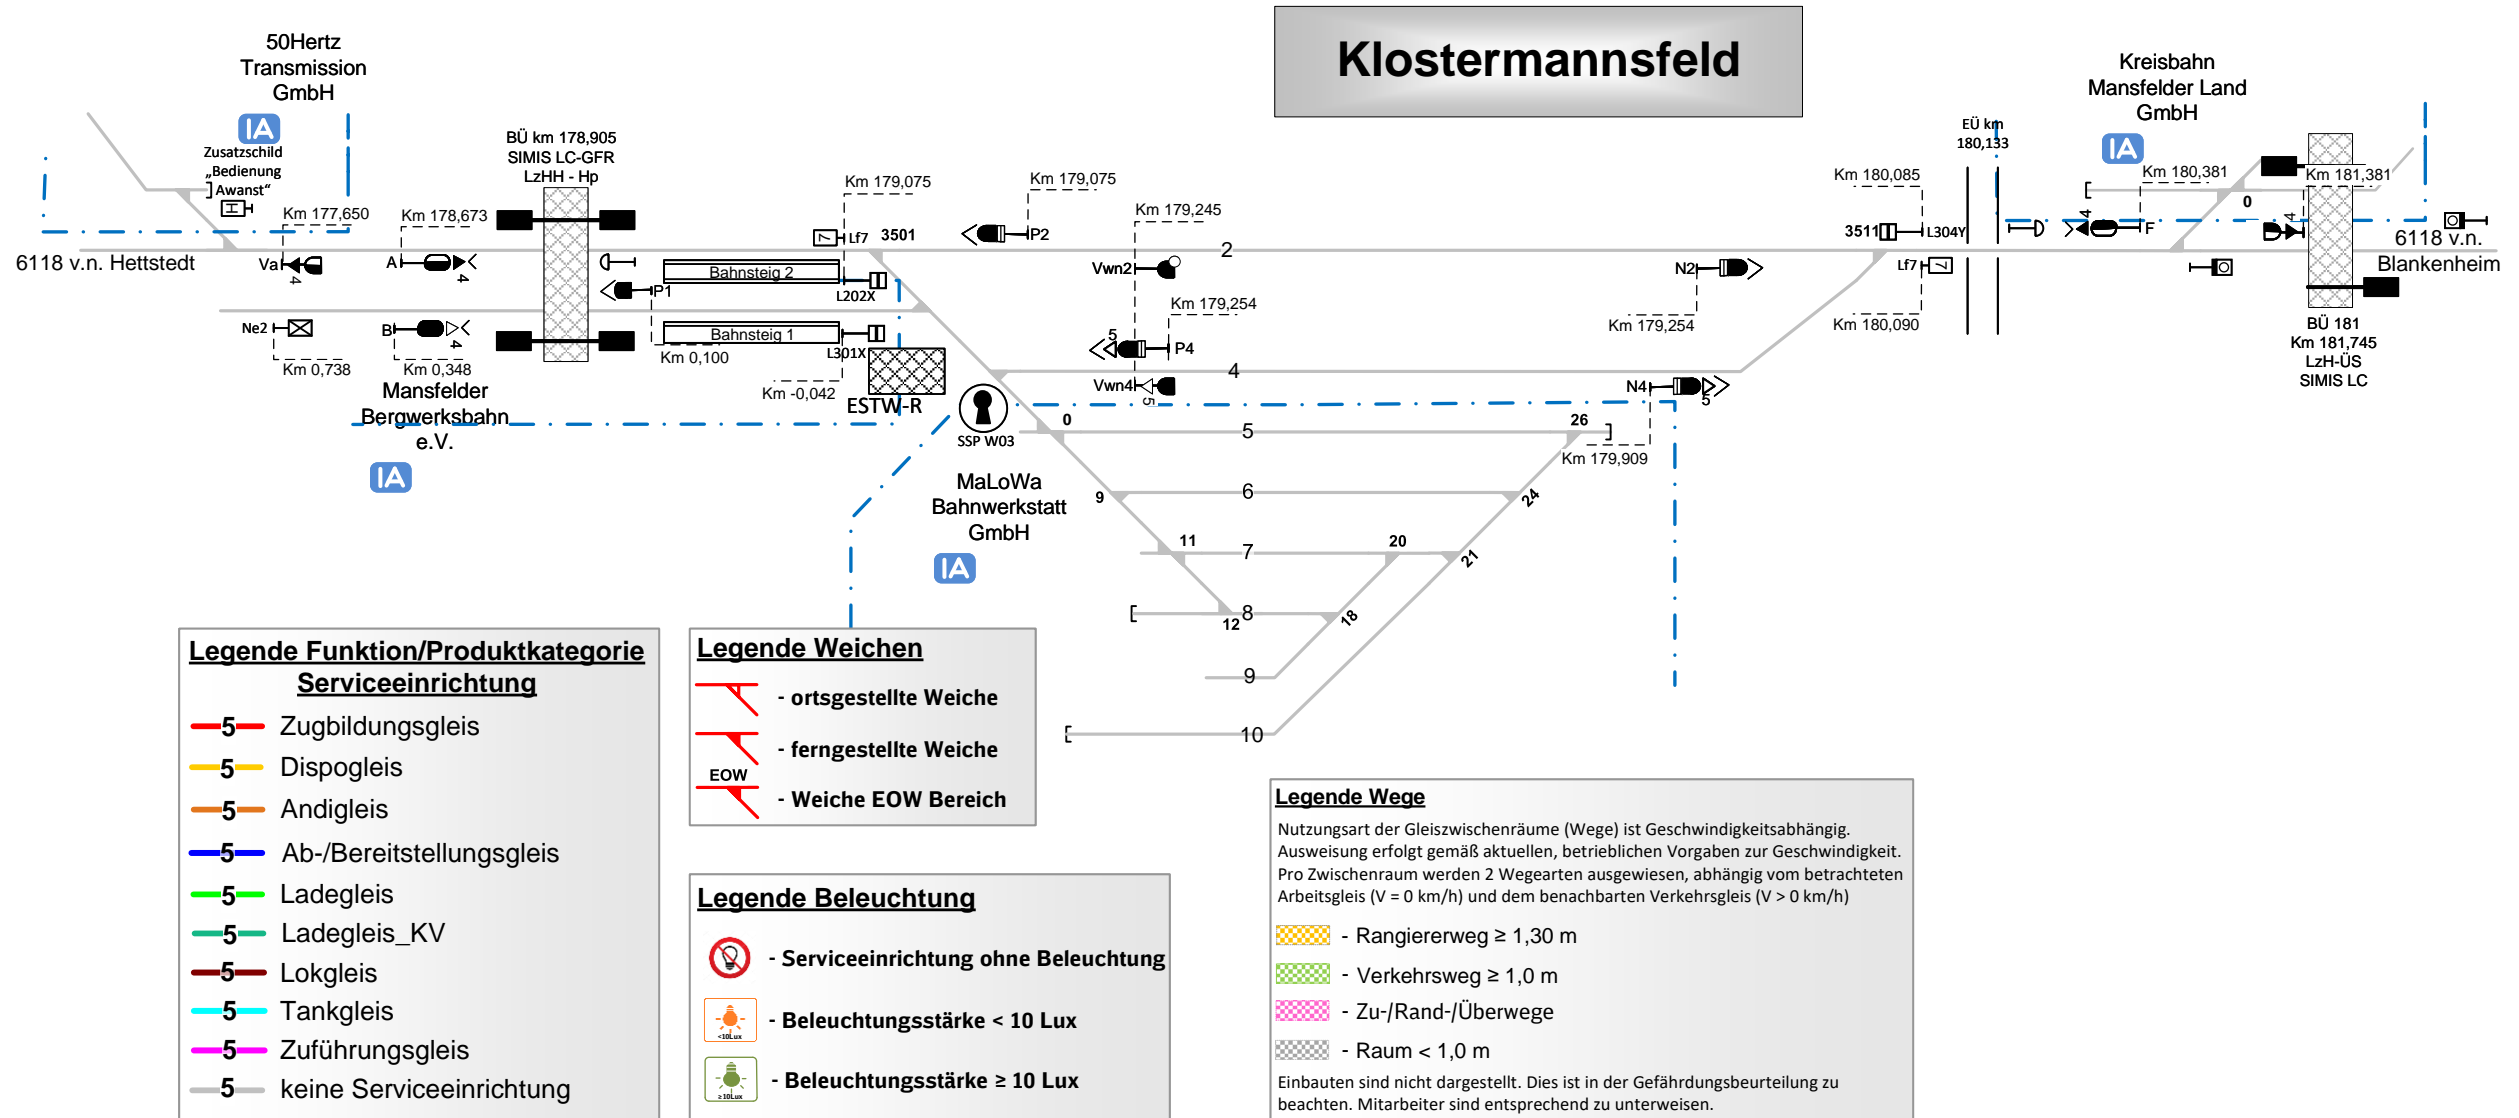 Klostermannsfeld
50Hertz
Transmission
GmbH
IA
Zusatzschild
„Bedienung
Awanst“
H
BÜ km 178,905
SIMIS LC-GFR
LzHH - Hp
Km 177,650
Km 178,673
Va
4
A
4
6118 v.n. Hettstedt
Ne2
Km 0,738
B
4
Km 0,348
Mansfelder
Bergwerksbahn
e.V.
IA
P1
Km 0,100
Bahnsteig 2
Bahnsteig 1
7
Lf7
Km 179,075
3501
L202X
L301X
Km -0,042
ESTW-R
SSP W03
P2
Km 179,075
Km 179,245
Vwn2
Km 179,254
5
P4
Vwn4
5
2
4
5
6
7
8
9
10
0
9
11
12
18
20
21
24
26
MaLoWa
Bahnwerkstatt
GmbH
IA
N2
Km 179,254
N4
5
Km 179,909
Km 180,085
3511
L304Y
Lf7
7
Km 180,090
EÜ km
180,133
Kreisbahn
Mansfelder Land
GmbH
IA
Km 180,381
4
F
0
Km 181,381
4
6118 v.n.
Blankenheim
BÜ 181
Km 181,745
LzH-ÜS
SIMIS LC
Legende Funktion/Produktkategorie
Serviceeinrichtung
5 Zugbildungsgleis
5 Dispogleis
5 Andigleis
5 Ab-/Bereitstellungsgleis
5 Ladegleis
5 Ladegleis_KV
5 Lokgleis
5 Tankgleis
5 Zuführungsgleis
5 keine Serviceeinrichtung
Legende Weichen
- ortsgestellte Weiche
- ferngestellte Weiche
EOW
- Weiche EOW Bereich
Legende Beleuchtung
- Serviceeinrichtung ohne Beleuchtung
<10Lux
- Beleuchtungsstärke < 10 Lux
≥10Lux
- Beleuchtungsstärke ≥ 10 Lux
Legende Wege
Nutzungsart der Gleiszwischenräume (Wege) ist Geschwindigkeitsabhängig.
Ausweisung erfolgt gemäß aktuellen, betrieblichen Vorgaben zur Geschwindigkeit.
Pro Zwischenraum werden 2 Wegearten ausgewiesen, abhängig vom betrachteten
Arbeitsgleis (V = 0 km/h) und dem benachbarten Verkehrsgleis (V > 0 km/h)
- Rangiererweg ≥ 1,30 m
- Verkehrsweg ≥ 1,0 m
- Zu-/Rand-/Überwege
- Raum < 1,0 m
Einbauten sind nicht dargestellt. Dies ist in der Gefährdungsbeurteilung zu
beachten. Mitarbeiter sind entsprechend zu unterweisen.